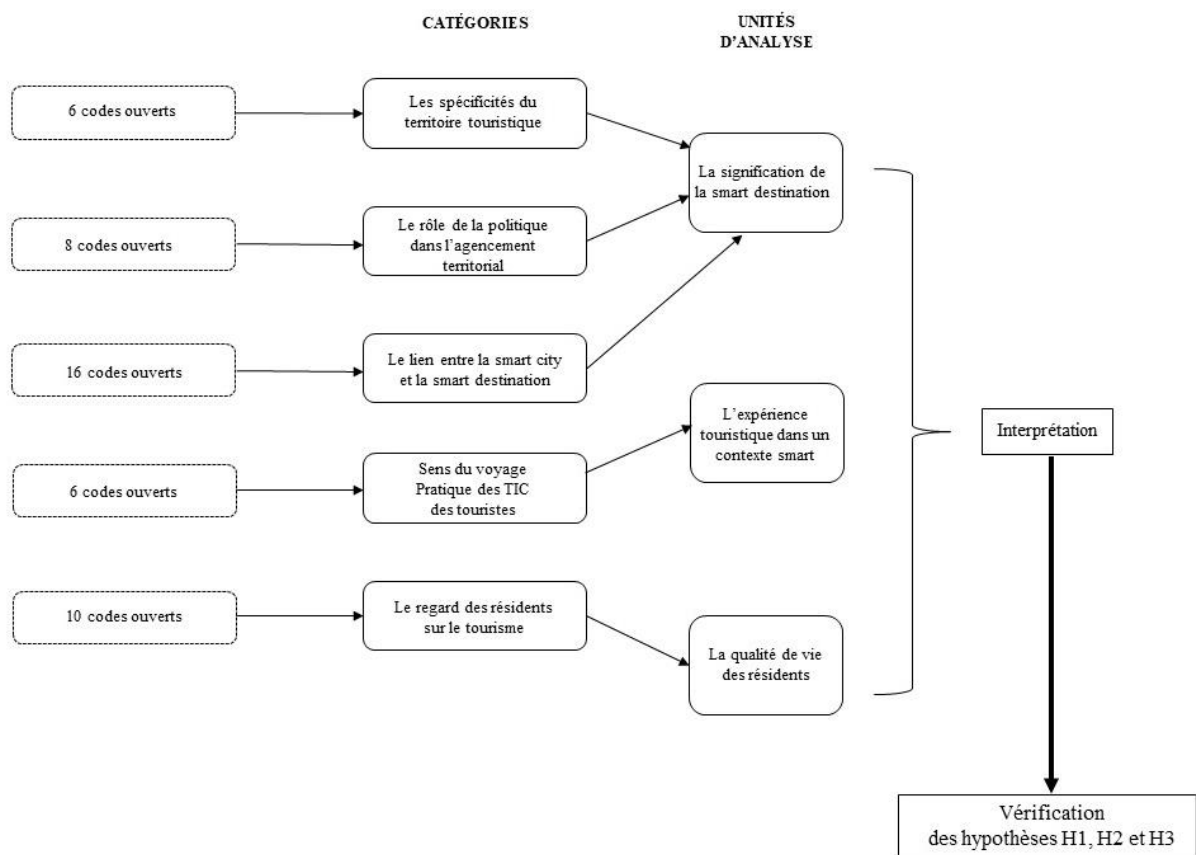 CATÉGORIES
UNITÉS
D'ANALYSE
6 codes ouverts
Les spécificités du
territoire touristique
La signification de
la smart destination
8 codes ouverts
Le rôle de la politique
dans l'agencement
territorial
16 codes ouverts
Le lien entre la smart city
et la smart destination
L'expérience
touristique dans un
contexte smart
Interprétation
6 codes ouverts
Sens du voyage
Pratique des TIC
des touristes
10 codes ouverts
Le regard des résidents
sur le tourisme
La qualité de vie
des résidents
Vérification
des hypothèses H1, H2 et H3